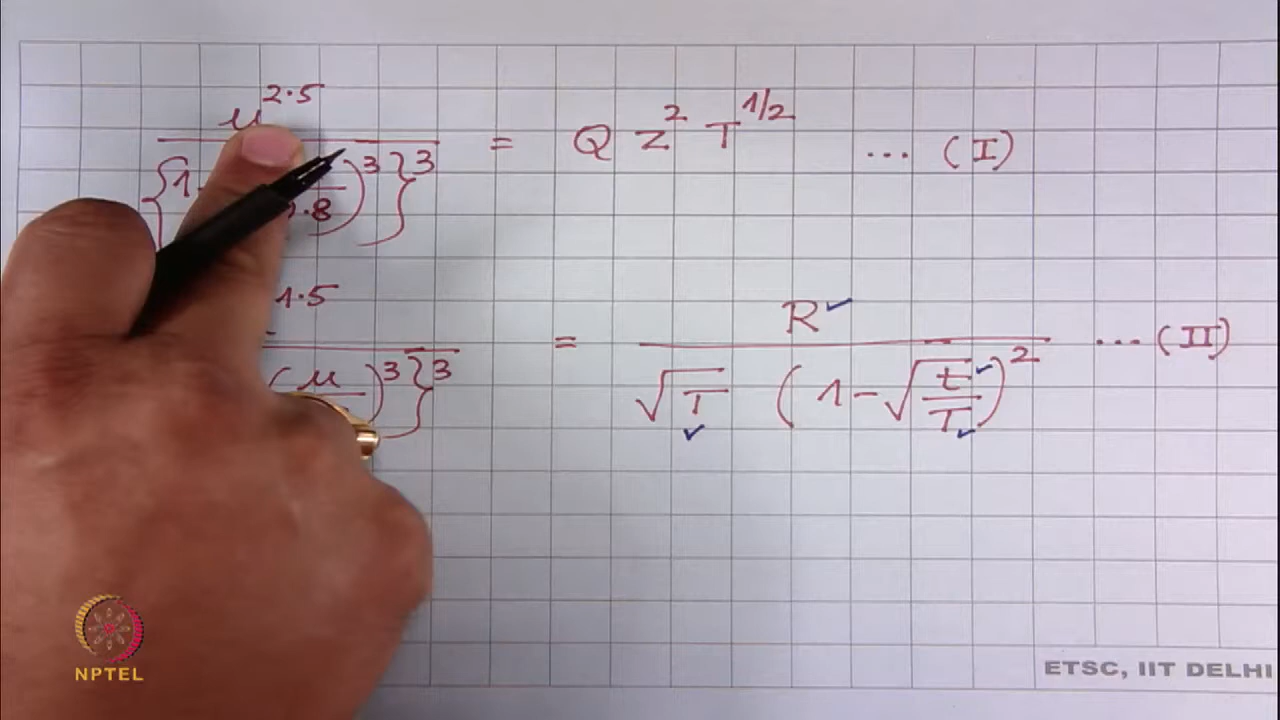 μ^2.5 / {1 - ( / .8)^3}^3 = Q Z^2 T^1/2 ... (I)
^1.5 / (μ / )^3}^3 = R / √T (1 - √(t/T))^2 ... (II)
NPTEL
ETSC, IIT DELHI